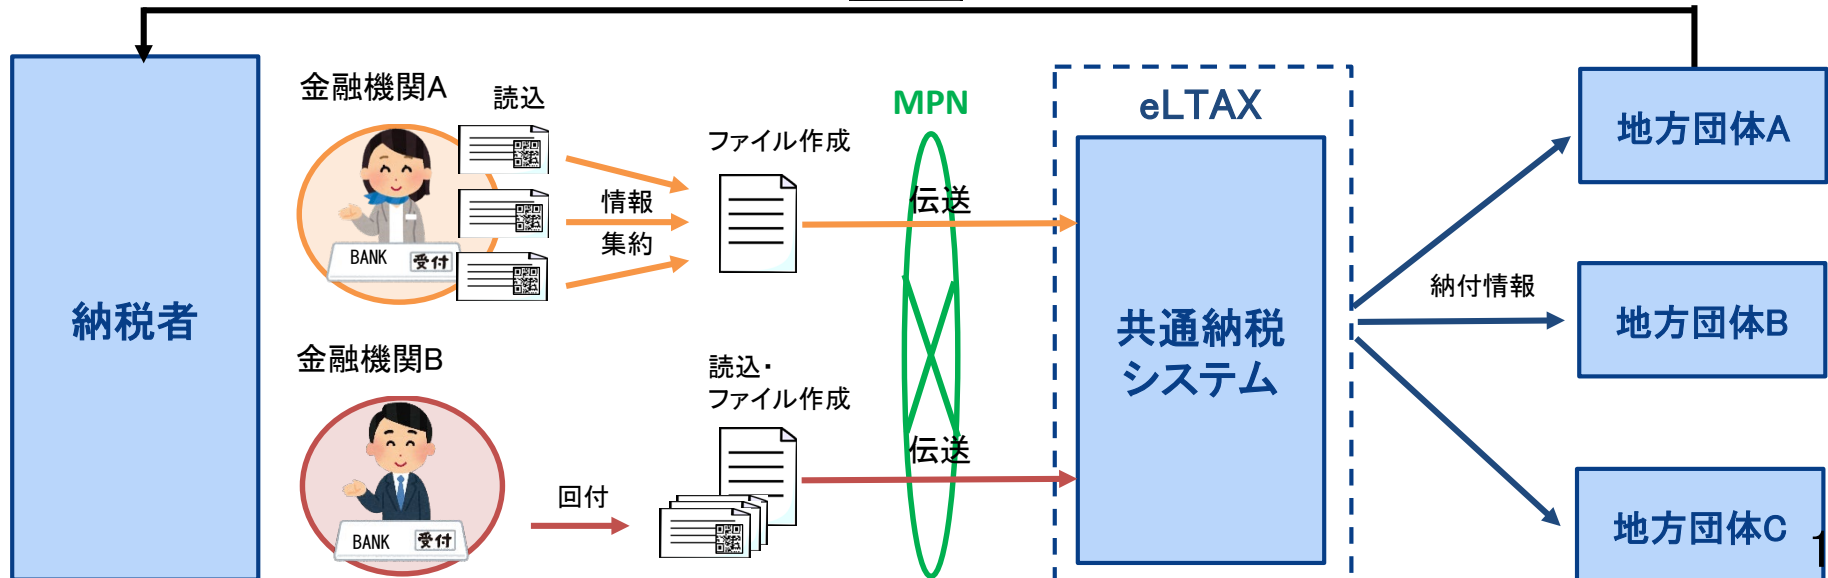 納税者
金融機関A
読込
BANK 受付
情報
集約
ファイル作成
MPN
伝送
eLTAX
共通納税
システム
金融機関B
BANK 受付
回付
読込・
ファイル作成
伝送
納付情報
地方団体A
地方団体B
地方団体C
1